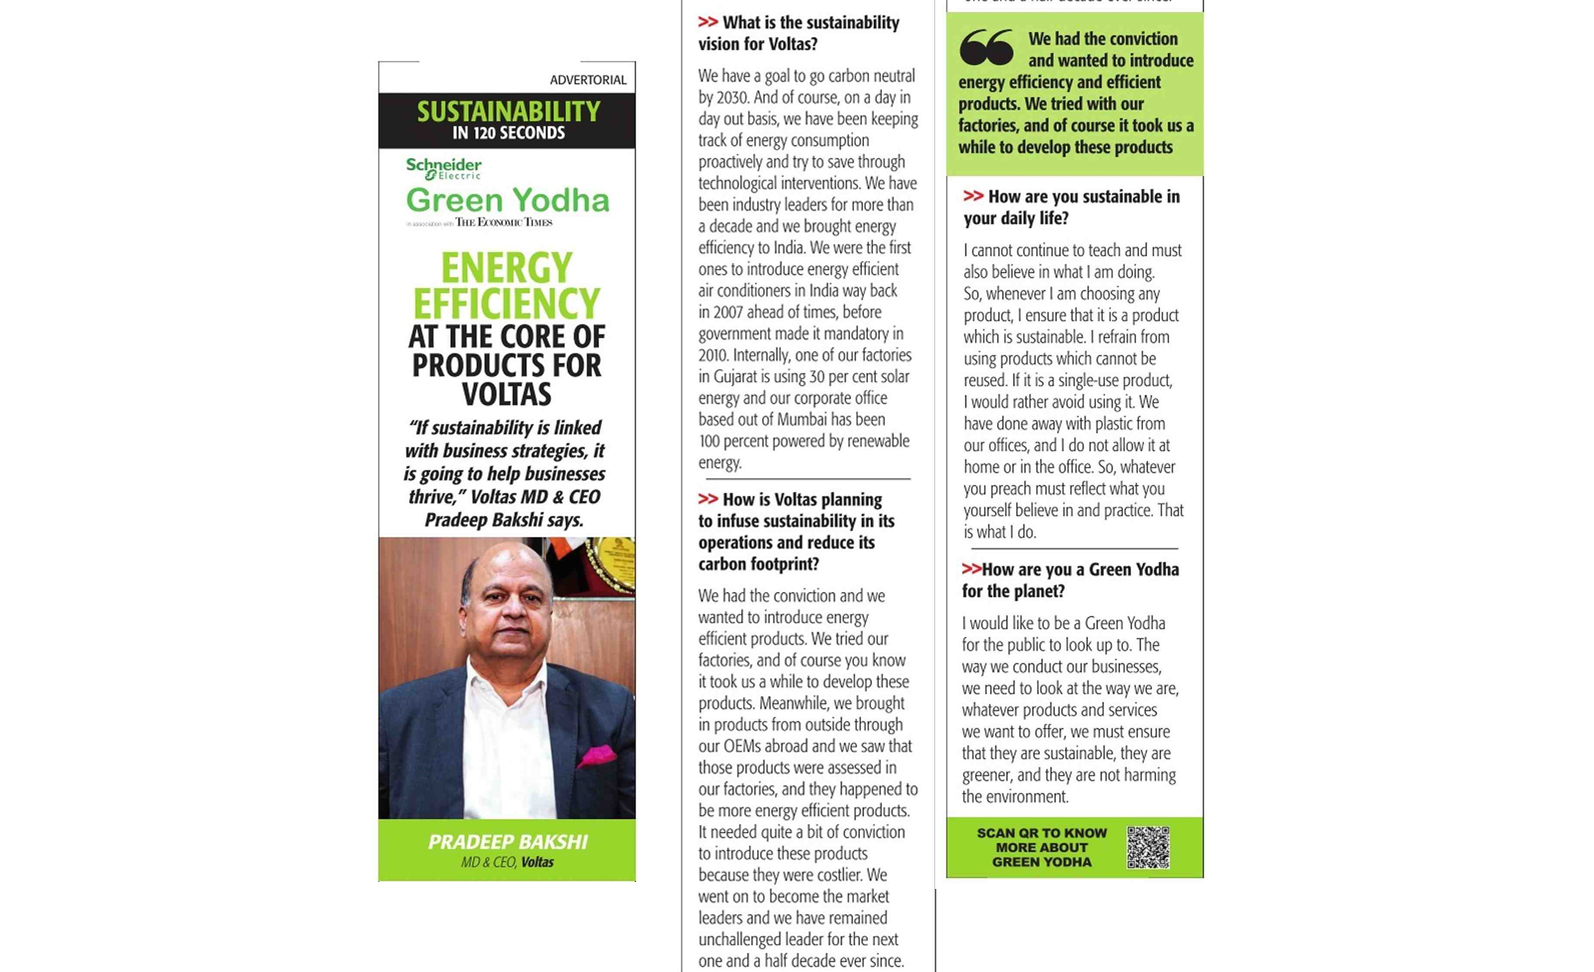 ADVERTORIAL
SUSTAINABILITY
IN 120 SECONDS
Schneider
Electric
Green Yodha
in association with THE ECONOMIC TIMES
ENERGY
EFFICIENCY
AT THE CORE OF
PRODUCTS FOR
VOLTAS
“If sustainability is linked
with business strategies, it
is going to help businesses
thrive,” Voltas MD & CEO
Pradeep Bakshi says.
PRADEEP BAKSHI
MD & CEO, Voltas
>> What is the sustainability
vision for Voltas?
We have a goal to go carbon neutral
by 2030. And of course, on a day in
day out basis, we have been keeping
track of energy consumption
proactively and try to save through
technological interventions. We have
been industry leaders for more than
a decade and we brought energy
efficiency to India. We were the first
ones to introduce energy efficient
air conditioners in India way back
in 2007 ahead of times, before
government made it mandatory in
2010. Internally, one of our factories
in Gujarat is using 30 per cent solar
energy and our corporate office
based out of Mumbai has been
100 percent powered by renewable
energy.
>> How is Voltas planning
to infuse sustainability in its
operations and reduce its
carbon footprint?
We had the conviction and we
wanted to introduce energy
efficient products. We tried our
factories, and of course you know
it took us a while to develop these
products. Meanwhile, we brought
in products from outside through
our OEMs abroad and we saw that
those products were assessed in
our factories, and they happened to
be more energy efficient products.
It needed quite a bit of conviction
to introduce these products
because they were costlier. We
went on to become the market
leaders and we have remained
unchallenged leader for the next
one and a half decade ever since.
one and a half decade ever since.
“ We had the conviction
and wanted to introduce
energy efficiency and efficient
products. We tried with our
factories, and of course it took us a
while to develop these products
>> How are you sustainable in
your daily life?
I cannot continue to teach and must
also believe in what I am doing.
So, whenever I am choosing any
product, I ensure that it is a product
which is sustainable. I refrain from
using products which cannot be
reused. If it is a single-use product,
I would rather avoid using it. We
have done away with plastic from
our offices, and I do not allow it at
home or in the office. So, whatever
you preach must reflect what you
yourself believe in and practice. That
is what I do.
>>How are you a Green Yodha
for the planet?
I would like to be a Green Yodha
for the public to look up to. The
way we conduct our businesses,
we need to look at the way we are,
whatever products and services
we want to offer, we must ensure
that they are sustainable, they are
greener, and they are not harming
the environment.
SCAN QR TO KNOW
MORE ABOUT
GREEN YODHA